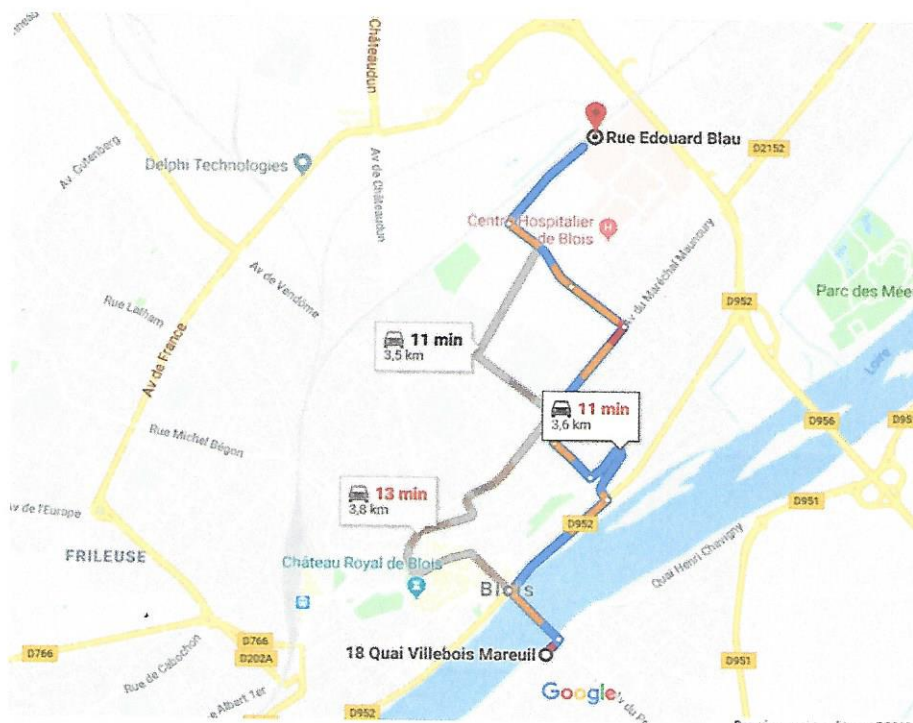 Châteaudun
Rue Edouard Blau
D2152
Av. Gutenberg
Delphi Technologies
Av de Châteaudun
Centre Hospitalier
de Blois
Av du Maréchal Maunoury
Av de Vendôme
Parc des Mées
Rue Latham
D952
Loire
11 min
3,5 km
Av de France
11 min
3,6 km
D956
Rue Michel Bégon
13 min
3,8 km
D951
Av de l'Europe
D952
Quai Henri Chavigny
FRILEUSE
Château Royal de Blois
Blois
D766
D766
D202A
Rue de Cabochon
18 Quai Villebois Mareuil
D951
Google
e Albert 1er
D952